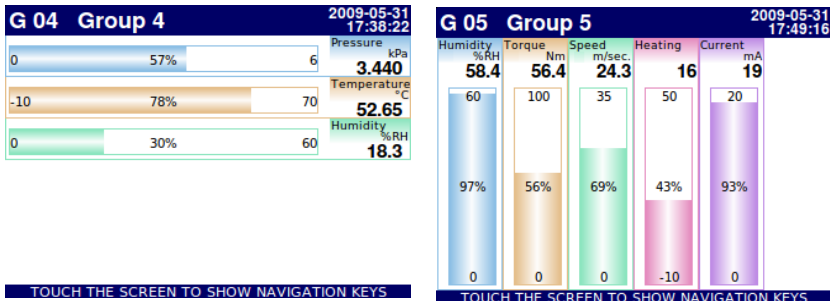 G 04 Group 4 2009-05-31
17:38:22
Pressure
kPa
0 57% 6 3.440
Temperature
°C
-10 78% 70 52.65
Humidity
%RH
0 30% 60 18.3
TOUCH THE SCREEN TO SHOW NAVIGATION KEYS
G 05 Group 5 2009-05-31
17:49:16
Humidity Torque Speed Heating Current
%RH Nm m/sec. mA
58.4 56.4 24.3 16 19
60 100 35 50 20
97% 56% 69% 43% 93%
0 0 0 -10 0
TOUCH THE SCREEN TO SHOW NAVIGATION KEYS